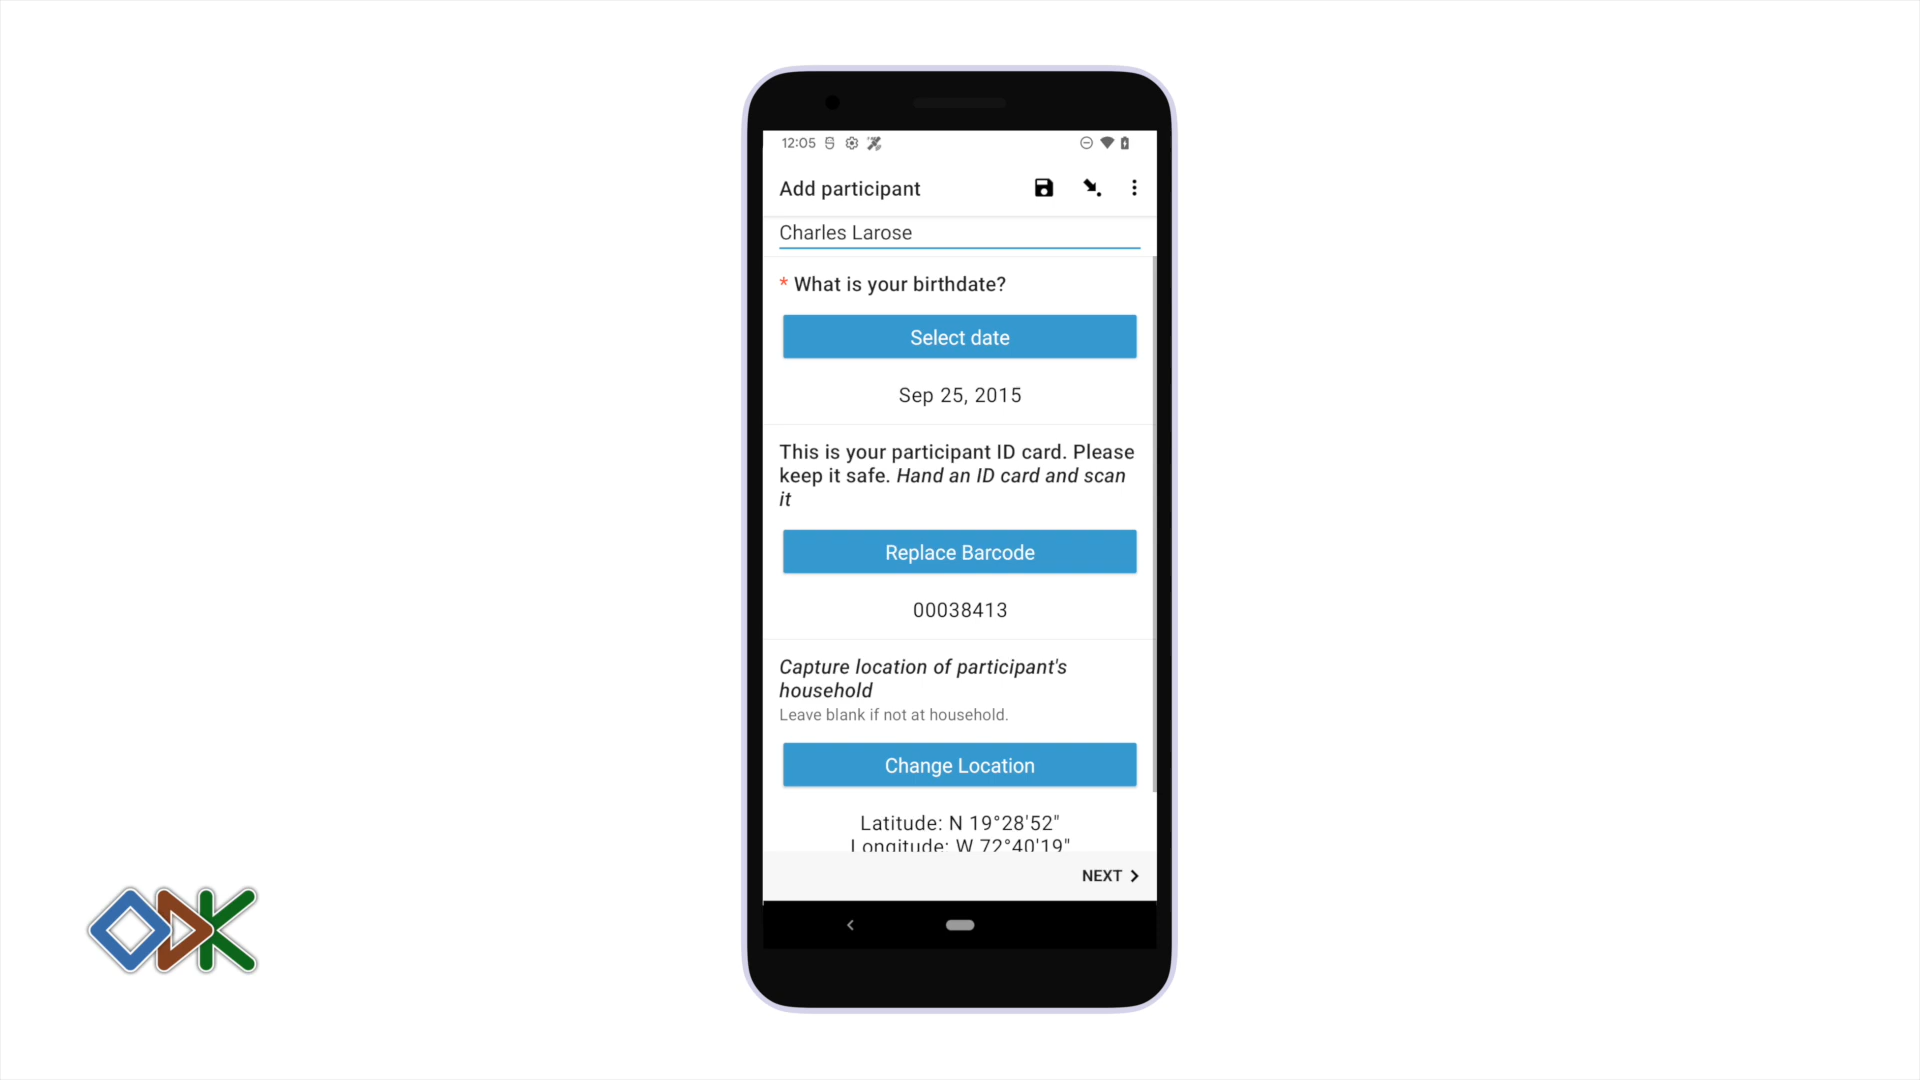 12:05
Add participant
Charles Larose
* What is your birthdate?
Select date
Sep 25, 2015
This is your participant ID card. Please
keep it safe. Hand an ID card and scan
it
Replace Barcode
00038413
Capture location of participant's
household
Leave blank if not at household.
Change Location
Latitude: N 19°28'52"
Longitude: W 72°40'19"
NEXT
ODK